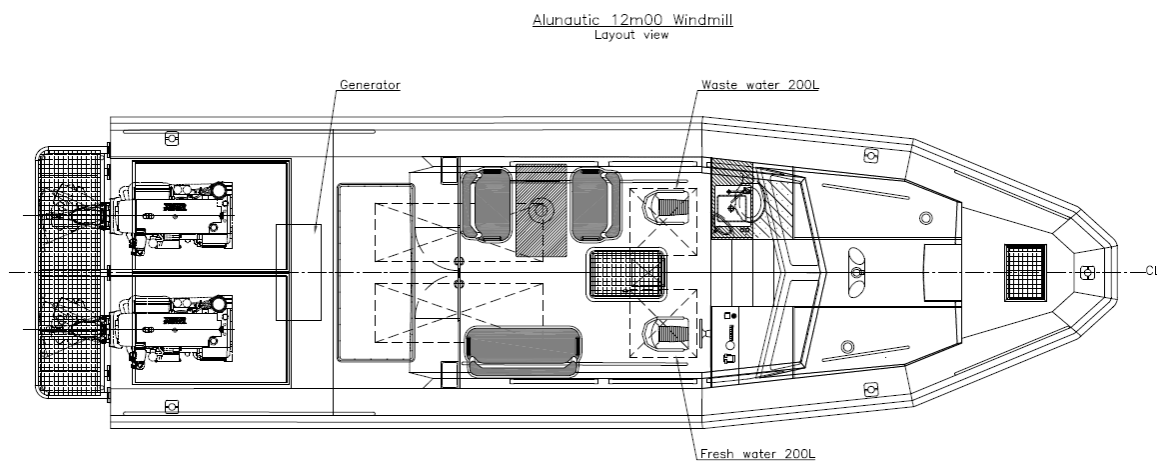 Alunautic 12m00 Windmill
Layout view
Generator
Waste water 200L
CL
Fresh water 200L